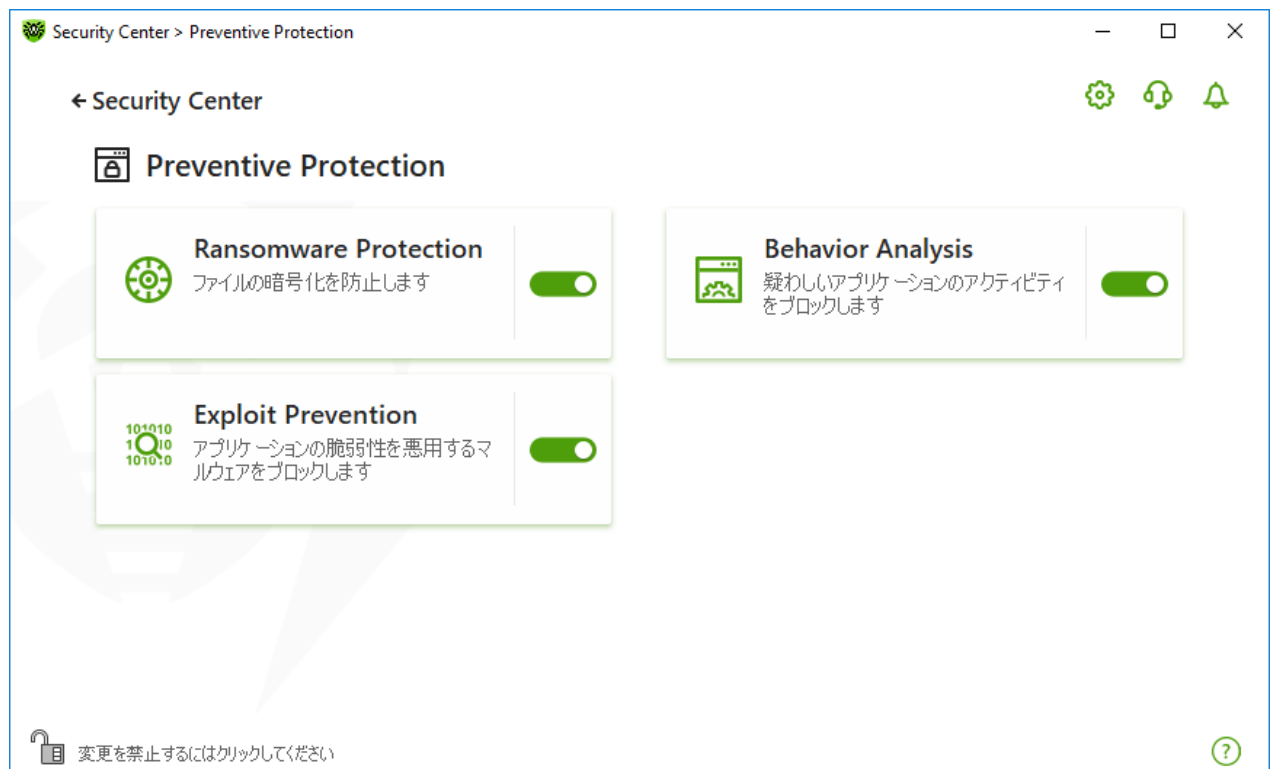 Security Center > Preventive Protection
Security Center
Preventive Protection
Ransomware Protection
ファイルの暗号化を防止します
Behavior Analysis
疑わしいアプリケーションのアクティビティ
をブロックします
101010
1 10
101010
Exploit Prevention
アプリケーションの脆弱性を悪用するマ
ルウェアをブロックします
変更を禁止するにはクリックしてください
?